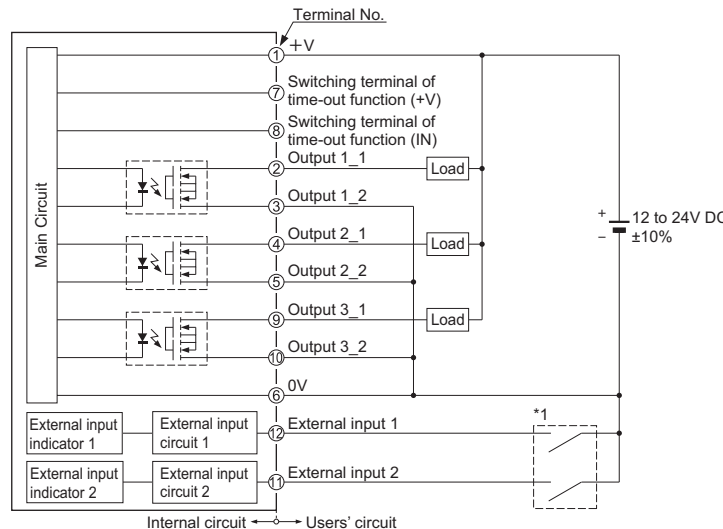 Terminal No.
1 +V
7 Switching terminal of
time-out function (+V)
8 Switching terminal of
time-out function (IN)
2 Output 1_1
Load
3 Output 1_2
Main Circuit
4 Output 2_1
Load
5 Output 2_2
9 Output 3_1
Load
10 Output 3_2
6 0V
+ 12 to 24V DC
− ±10%
*1
External input
indicator 1
External input
circuit 1
12 External input 1
External input
indicator 2
External input
circuit 2
11 External input 2
Internal circuit
Users' circuit